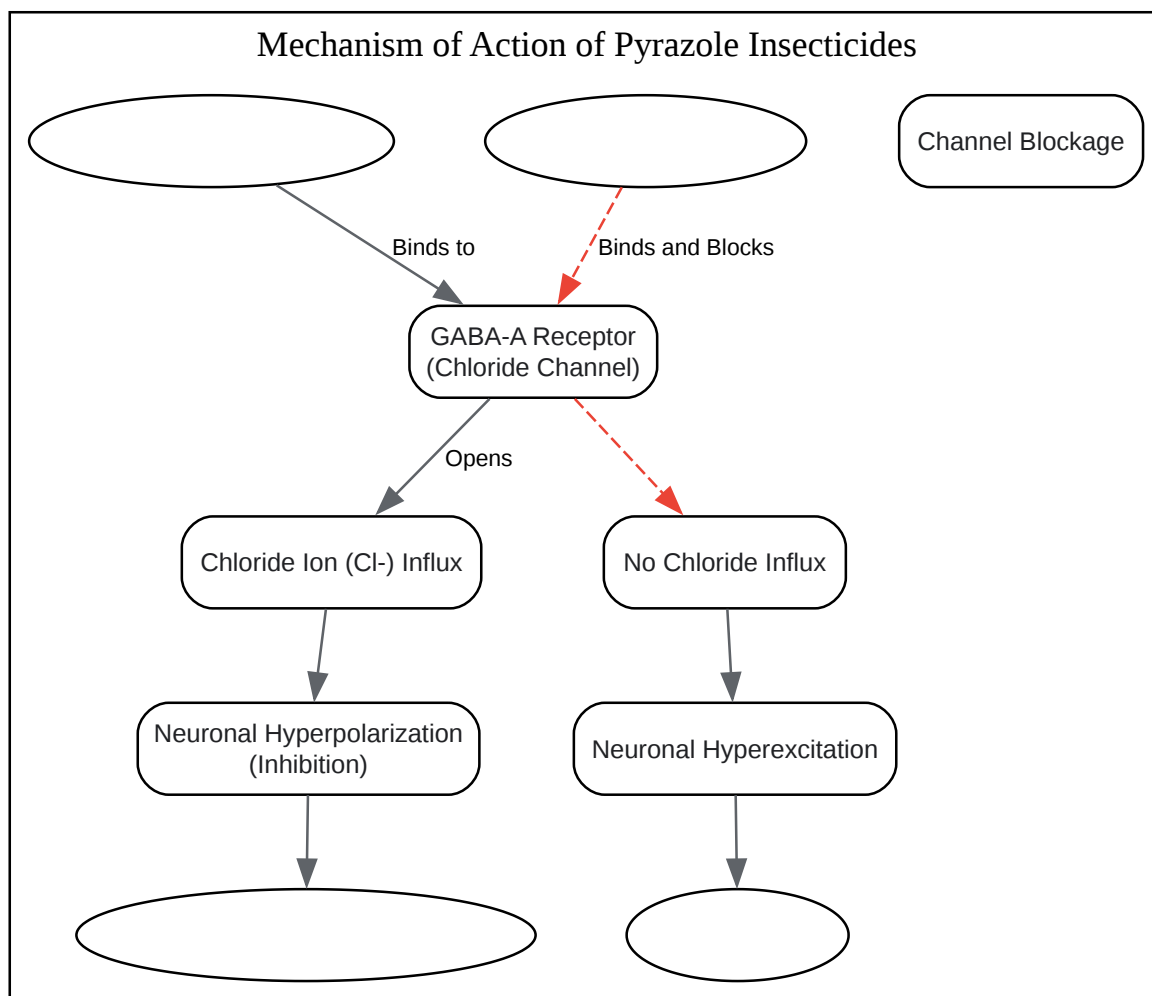 Mechanism of Action of Pyrazole Insecticides
Channel Blockage
Binds to
Binds and Blocks
GABA-A Receptor
(Chloride Channel)
Opens
Chloride Ion (Cl-) Influx
No Chloride Influx
Neuronal Hyperpolarization
(Inhibition)
Neuronal Hyperexcitation